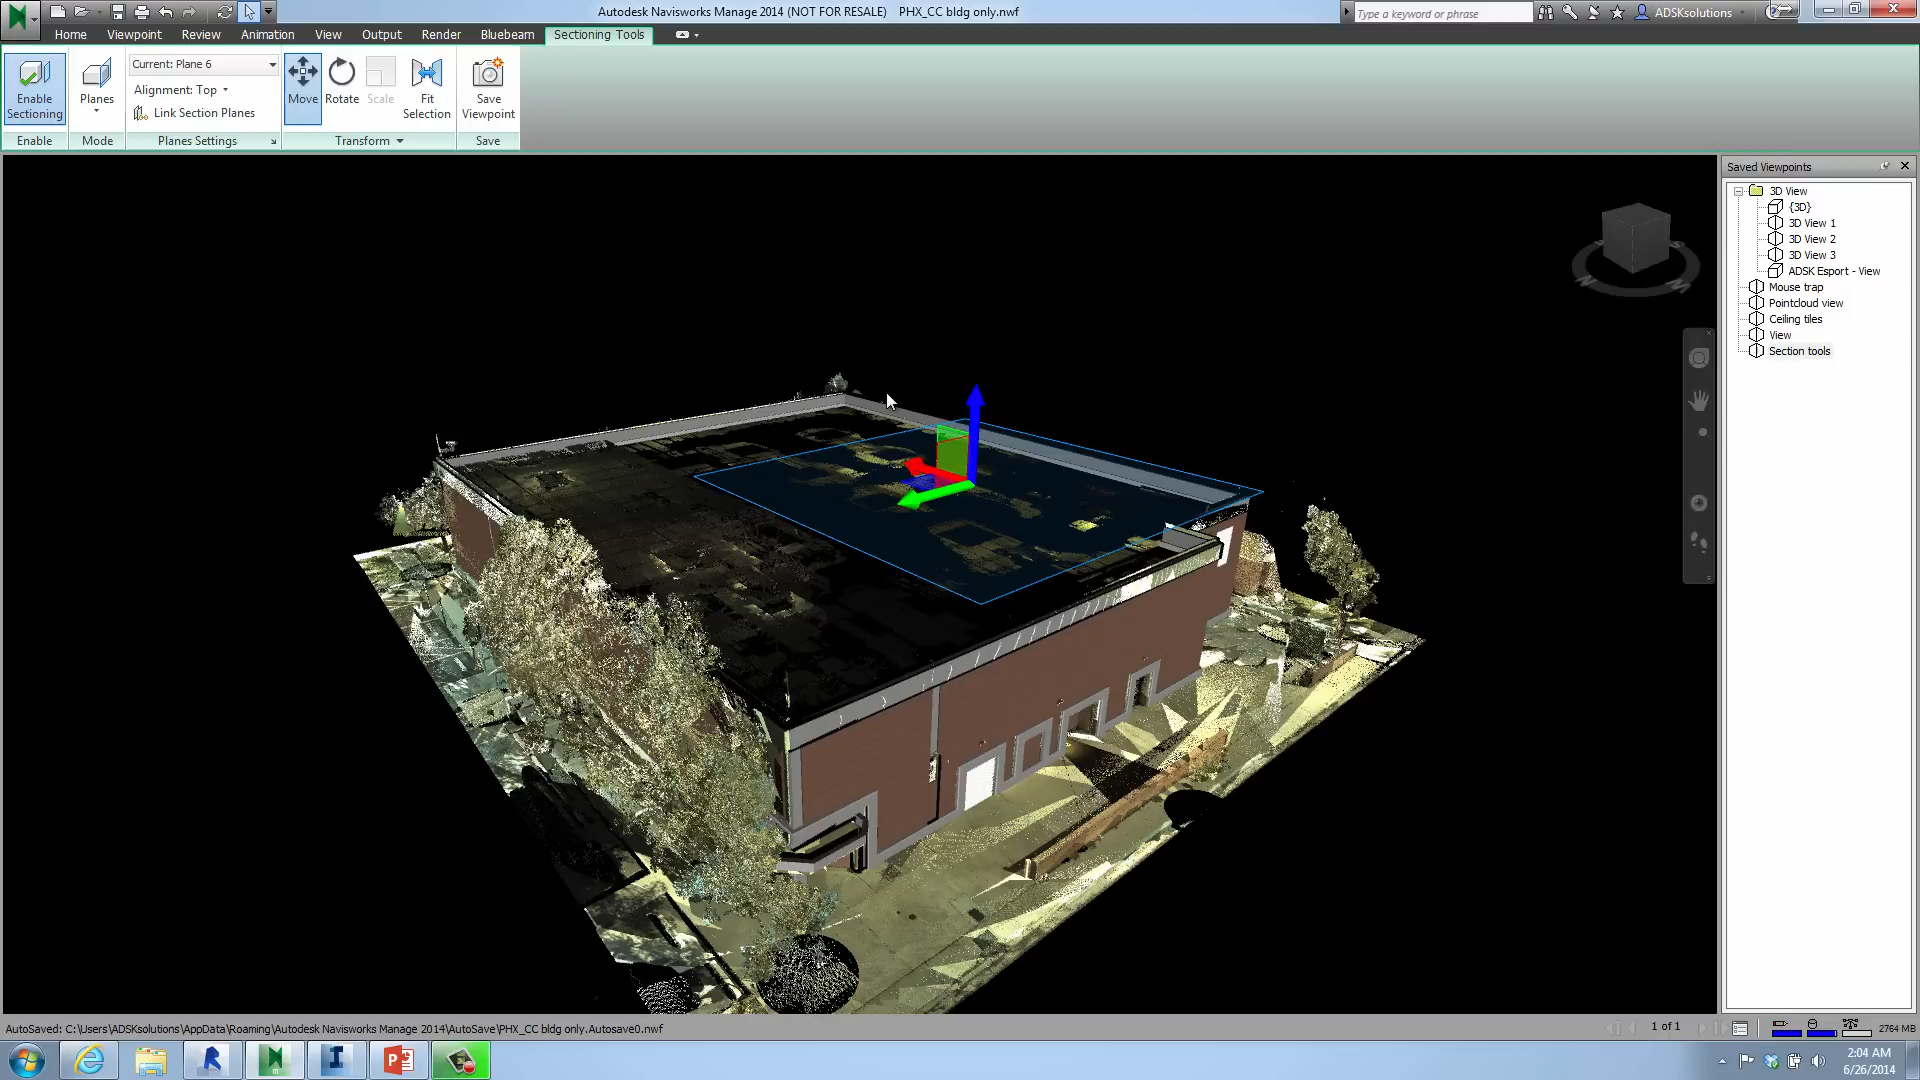 Autodesk Navisworks Manage 2014 (NOT FOR RESALE) PHX_CC bldg only.nwf
Type a keyword or phrase
ADSKsolutions
Home Viewpoint Review Animation View Output Render Bluebeam Sectioning Tools
Enable Sectioning
Planes
Current: Plane 6
Alignment: Top
Link Section Planes
Move
Rotate
Scale
Fit Selection
Save Viewpoint
Enable Mode Planes Settings Transform Save
Saved Viewpoints
3D View
{3D}
3D View 1
3D View 2
3D View 3
ADSK Esport - View
Mouse trap
Pointcloud view
Ceiling tiles
View
Section tools
AutoSaved: C:\Users\ADSKsolutions\AppData\Roaming\Autodesk Navisworks Manage 2014\AutoSave\PHX_CC bldg only.Autosave0.nwf
1 of 1
2764 MB
2:04 AM
6/26/2014